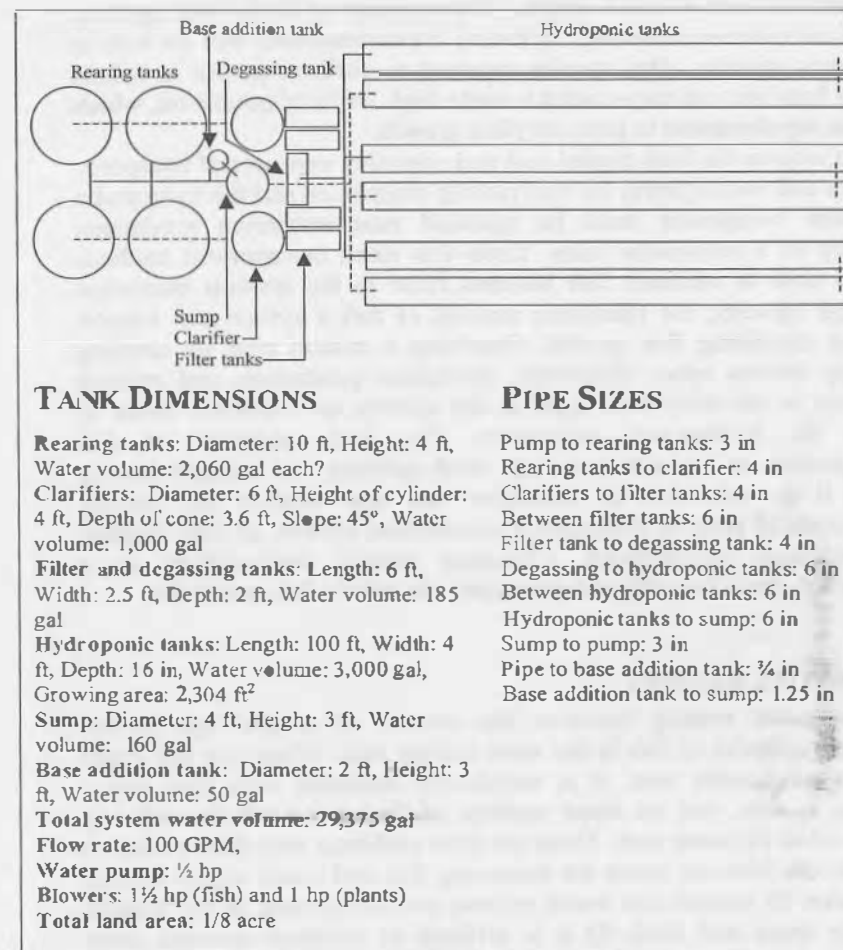 Base addition tank
Hydroponic tanks
Rearing tanks
Degassing tank
Sump
Clarifier
Filter tanks
TANK DIMENSIONS
Rearing tanks: Diameter: 10 ft, Height: 4 ft,
Water volume: 2,060 gal each?
Clarifiers: Diameter: 6 ft, Height of cylinder:
4 ft, Depth of cone: 3.6 ft, Slope: 45º, Water
volume: 1,000 gal
Filter and degassing tanks: Length: 6 ft,
Width: 2.5 ft, Depth: 2 ft, Water volume: 185
gal
Hydroponic tanks: Length: 100 ft, Width: 4
ft, Depth: 16 in, Water volume: 3,000 gal,
Growing area: 2,304 ft²
Sump: Diameter: 4 ft, Height: 3 ft, Water
volume: 160 gal
Base addition tank: Diameter: 2 ft, Height: 3
ft, Water volume: 50 gal
Total system water volume: 29,375 gal
Flow rate: 100 GPM,
Water pump: ½ hp
Blowers: 1½ hp (fish) and 1 hp (plants)
Total land area: 1/8 acre
PIPE SIZES
Pump to rearing tanks: 3 in
Rearing tanks to clarifier: 4 in
Clarifiers to filter tanks: 4 in
Between filter tanks: 6 in
Filter tank to degassing tank: 4 in
Degassing to hydroponic tanks: 6 in
Between hydroponic tanks: 6 in
Hydroponic tanks to sump: 6 in
Sump to pump: 3 in
Pipe to base addition tank: ¾ in
Base addition tank to sump: 1.25 in